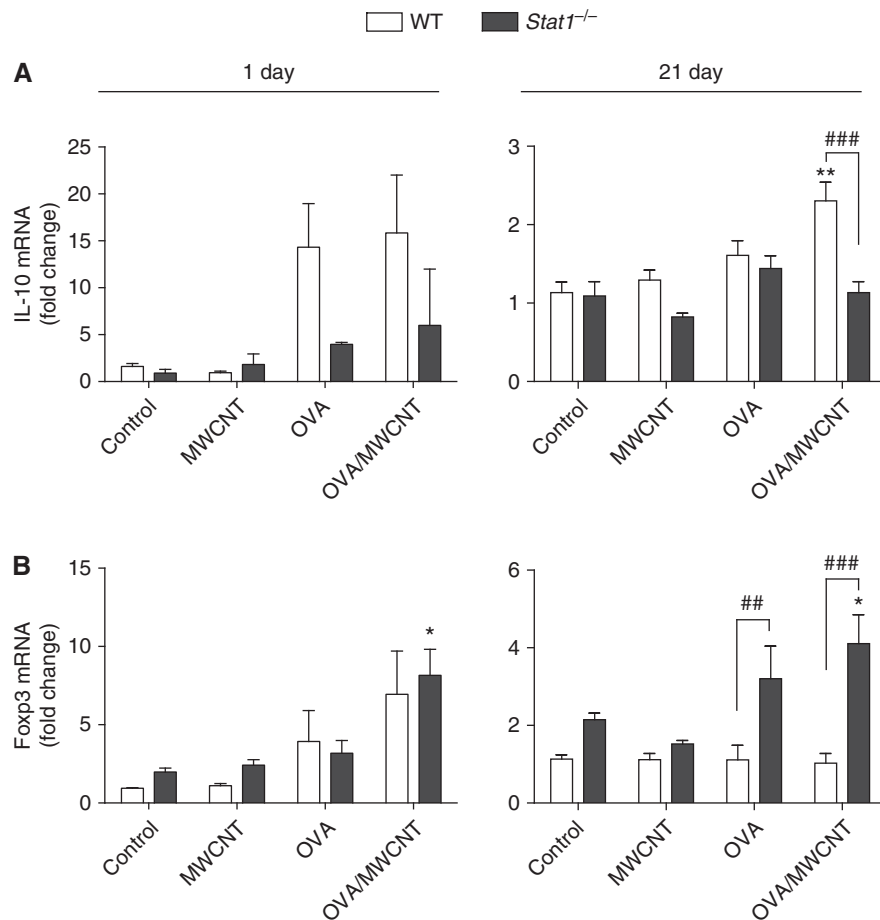 WT Stat1–/–
A
1 day 21 day
IL-10 mRNA
(fold change)
25
20
15
10
5
0
Control MWCNT OVA OVA/MWCNT
3
2
1
0
###
**
Control MWCNT OVA OVA/MWCNT
B
Foxp3 mRNA
(fold change)
15
10
5
0
*
Control MWCNT OVA OVA/MWCNT
6
4
2
0
##
###
*
Control MWCNT OVA OVA/MWCNT